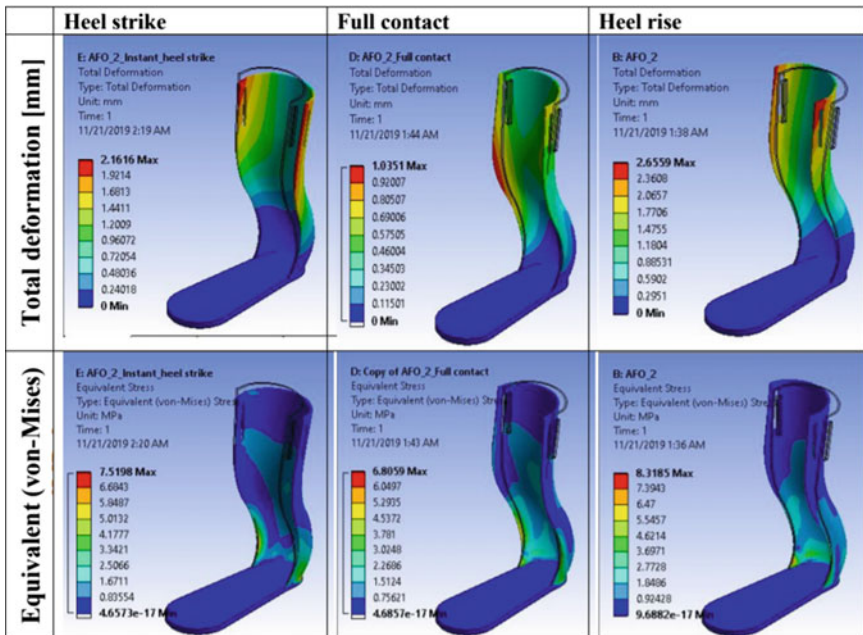 Heel strike
Full contact
Heel rise
Total deformation [mm]
E: AFO_2_Instant_heel strike
Total Deformation
Type: Total Deformation
Unit: mm
Time: 1
11/21/2019 2:19 AM
2.1616 Max
1.9214
1.6813
1.4411
1.2009
0.96072
0.72054
0.48036
0.24018
0 Min
D: AFO_2_Full contact
Total Deformation
Type: Total Deformation
Unit: mm
Time: 1
11/21/2019 1:44 AM
1.0351 Max
0.92007
0.80507
0.69006
0.57505
0.46004
0.34503
0.23002
0.11501
0 Min
B: AFO_2
Total Deformation
Type: Total Deformation
Unit: mm
Time: 1
11/21/2019 1:38 AM
2.6559 Max
2.3608
2.0657
1.7706
1.4755
1.1804
0.88531
0.5902
0.2951
0 Min
Equivalent (von-Mises)
E: AFO_2_Instant_heel strike
Equivalent Stress
Type: Equivalent (von-Mises) Stre
Unit: MPa
Time: 1
11/21/2019 2:20 AM
7.5198 Max
6.6843
5.8487
5.0132
4.1777
3.3421
2.5066
1.6711
0.83554
4.6573e-17 Min
D: Copy of AFO_2_Full contact
Equivalent Stress
Type: Equivalent (von-Mises) Stre
Unit: MPa
Time: 1
11/21/2019 1:43 AM
6.8059 Max
6.0497
5.2935
4.5372
3.781
3.0248
2.2686
1.5124
0.75621
4.6857e-17 Min
B: AFO_2
Equivalent Stress
Type: Equivalent (von-Mises) Stres
Unit: MPa
Time: 1
11/21/2019 1:36 AM
8.3185 Max
7.3943
6.47
5.5457
4.6214
3.6971
2.7728
1.8486
0.92428
9.6882e-17 Min